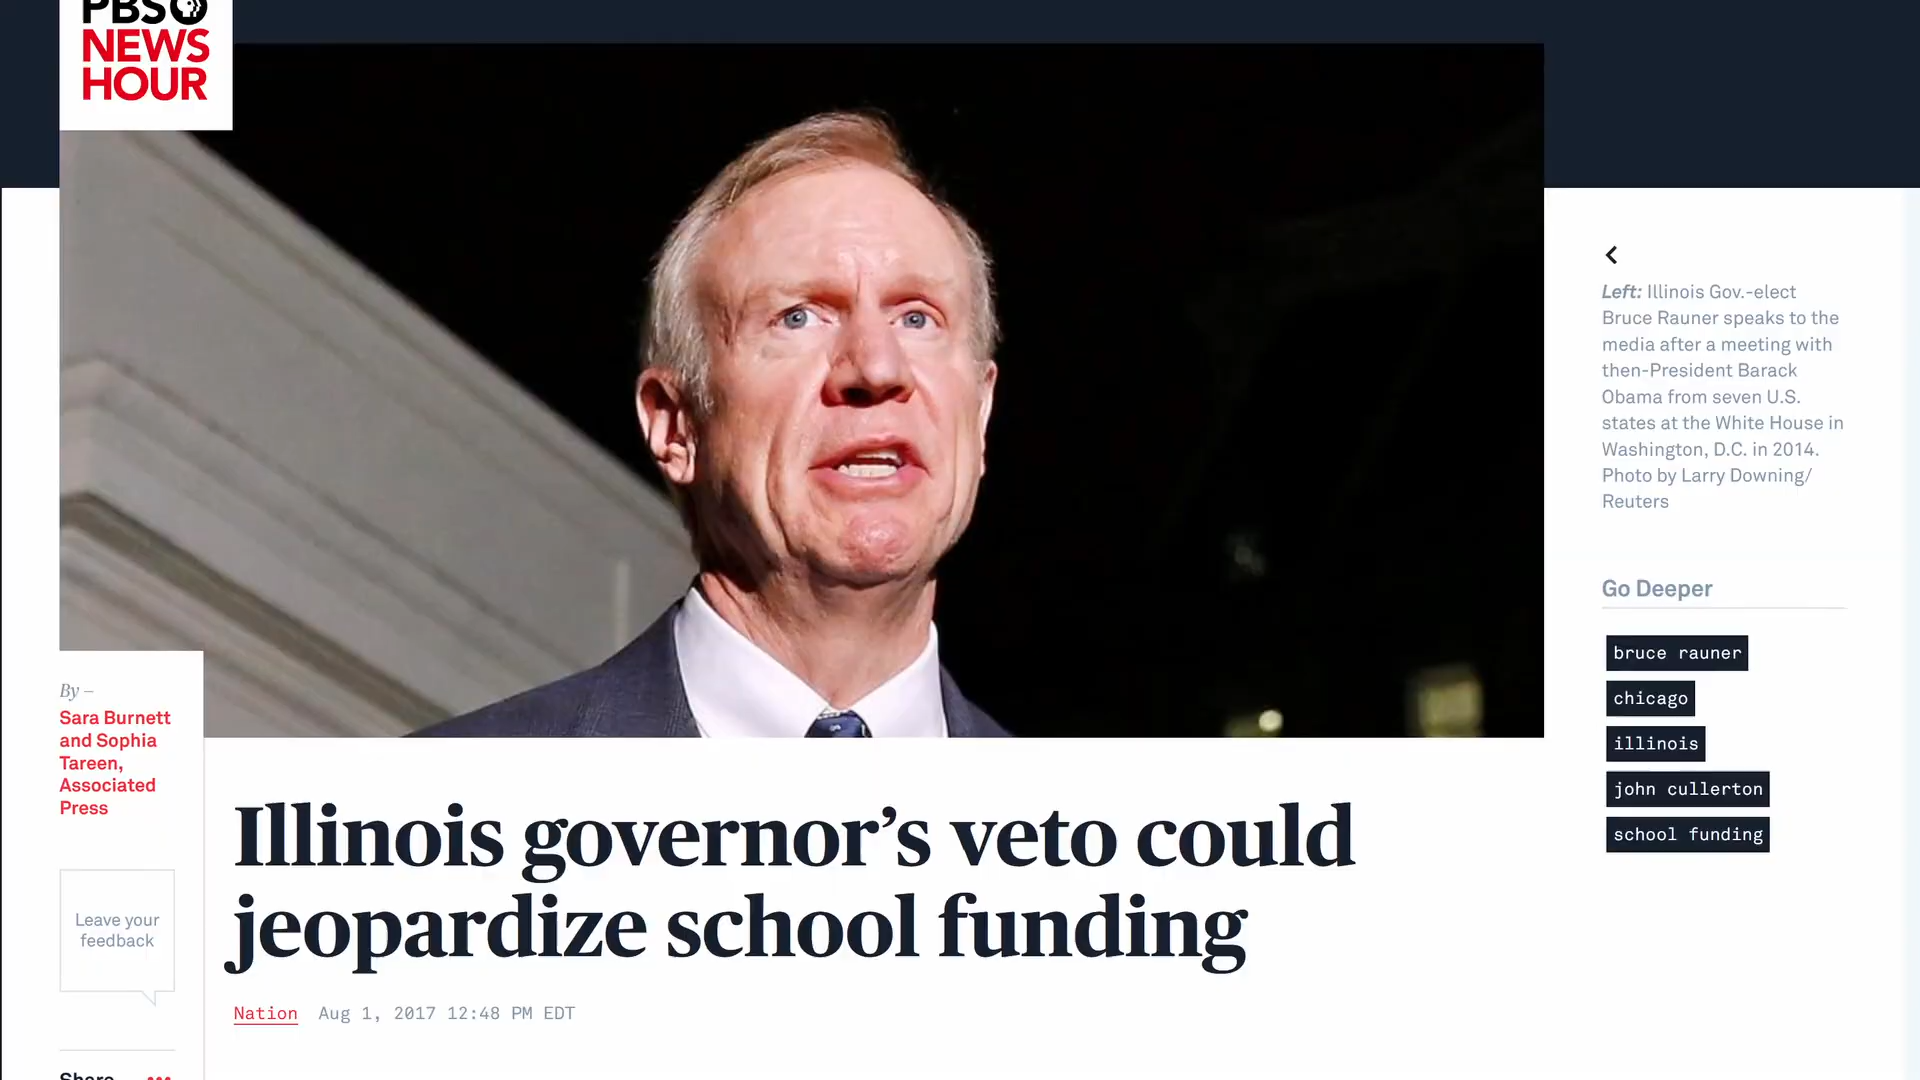 PBS
NEWS
HOUR
Left: Illinois Gov.-elect
Bruce Rauner speaks to the
media after a meeting with
then-President Barack
Obama from seven U.S.
states at the White House in
Washington, D.C. in 2014.
Photo by Larry Downing/
Reuters
Go Deeper
bruce rauner
chicago
illinois
john cullerton
school funding
By –
Sara Burnett
and Sophia
Tareen,
Associated
Press
Leave your
feedback
Share
Illinois governor’s veto could
jeopardize school funding
Nation Aug 1, 2017 12:48 PM EDT